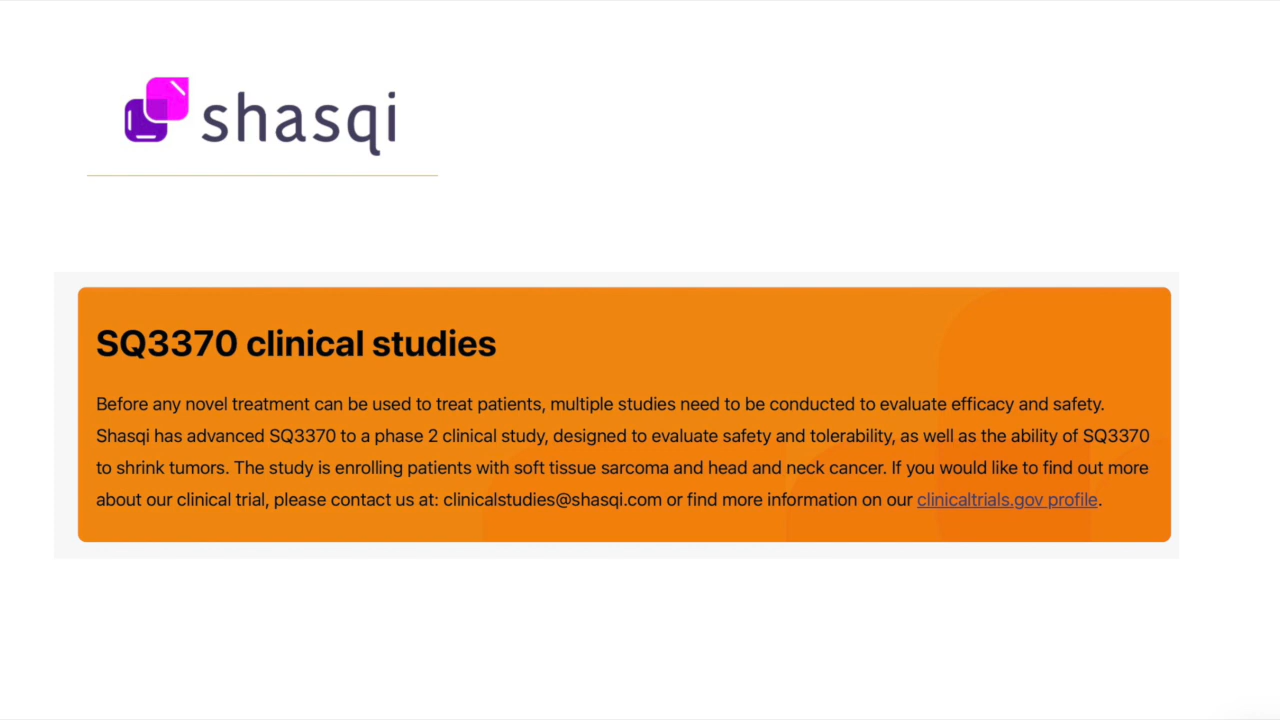 shasqi
SQ3370 clinical studies
Before any novel treatment can be used to treat patients, multiple studies need to be conducted to evaluate efficacy and safety.
Shasqi has advanced SQ3370 to a phase 2 clinical study, designed to evaluate safety and tolerability, as well as the ability of SQ3370
to shrink tumors. The study is enrolling patients with soft tissue sarcoma and head and neck cancer. If you would like to find out more
about our clinical trial, please contact us at: clinicalstudies@shasqi.com or find more information on our clinicaltrials.gov profile.